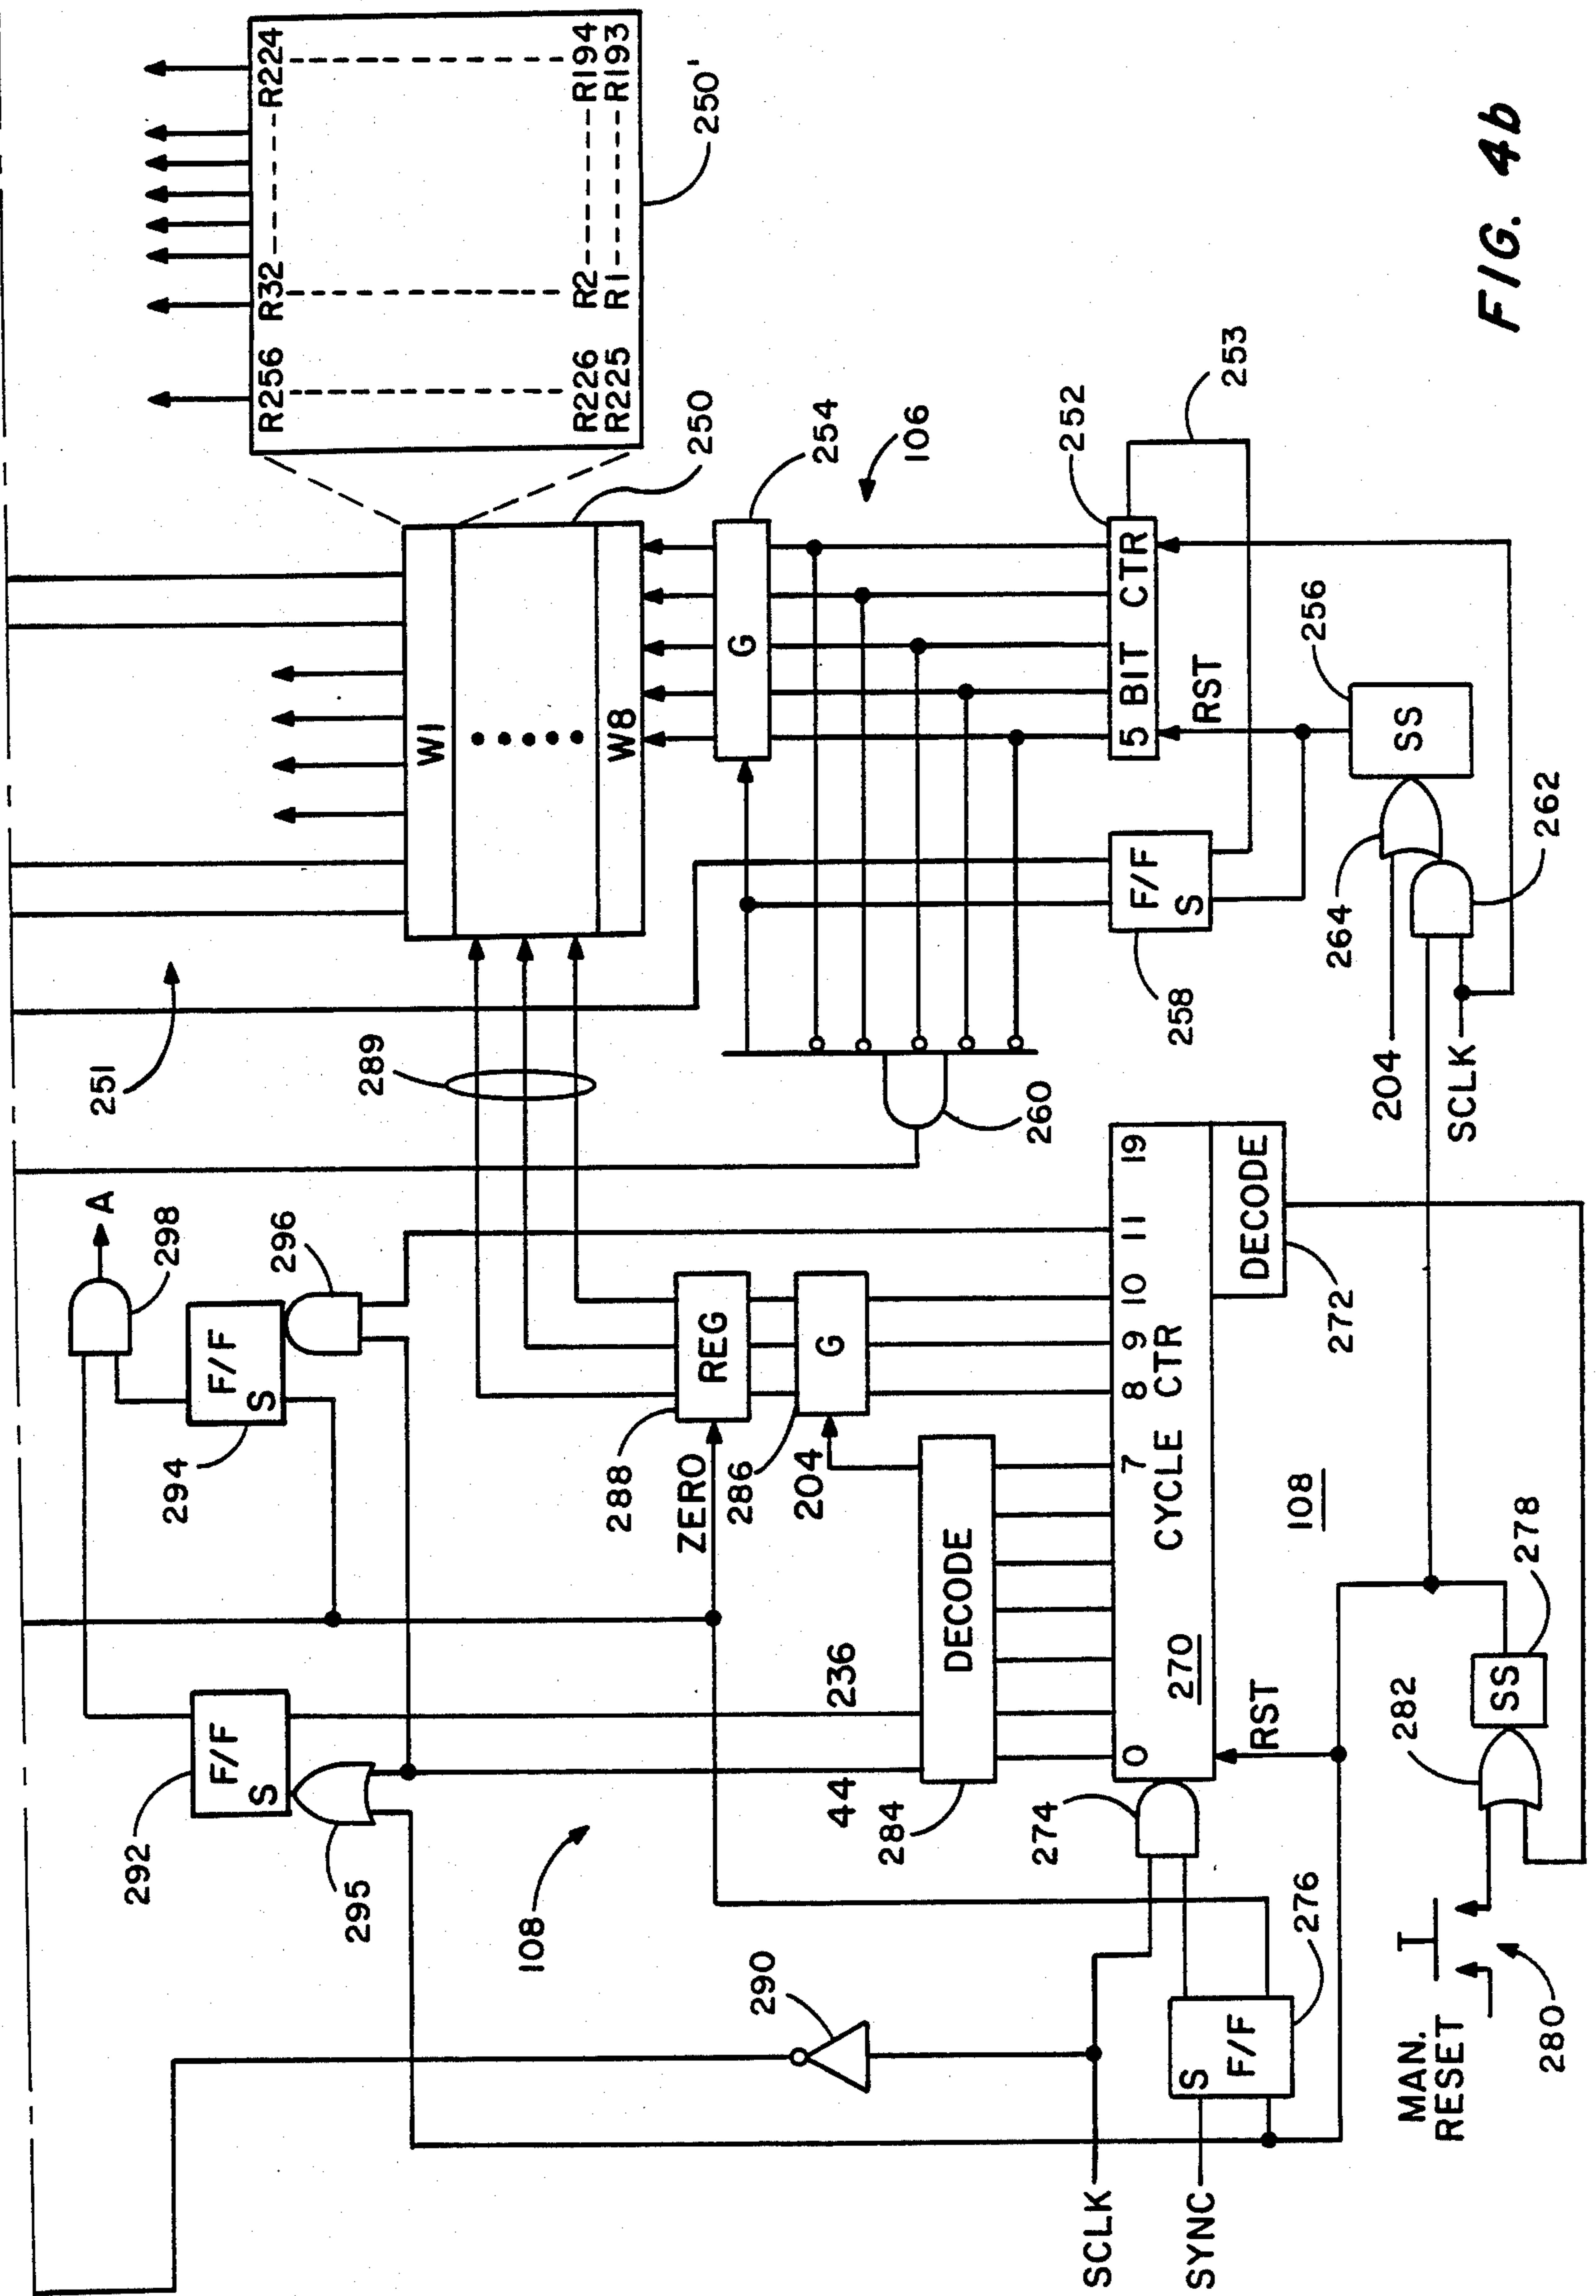 251
289
A
298
296
F/F
S
294
292
F/F
S
295
108
290
288
REG
ZERO
286
G
204
236
44
DECODE
284
0 7 8 9 10 11 19
CYCLE CTR
270
RST
DECODE
272
274
276
S
F/F
SCLK
SYNC
108
278
SS
282
MAN.
RESET
280
R256 R32 R224
R226 R2 R194
R225 R1 R193
250'
W1
W8
250
G
254
106
252
5 BIT CTR
RST
253
F/F
S
258
260
256
SS
264
262
204
SCLK
FIG. 4b